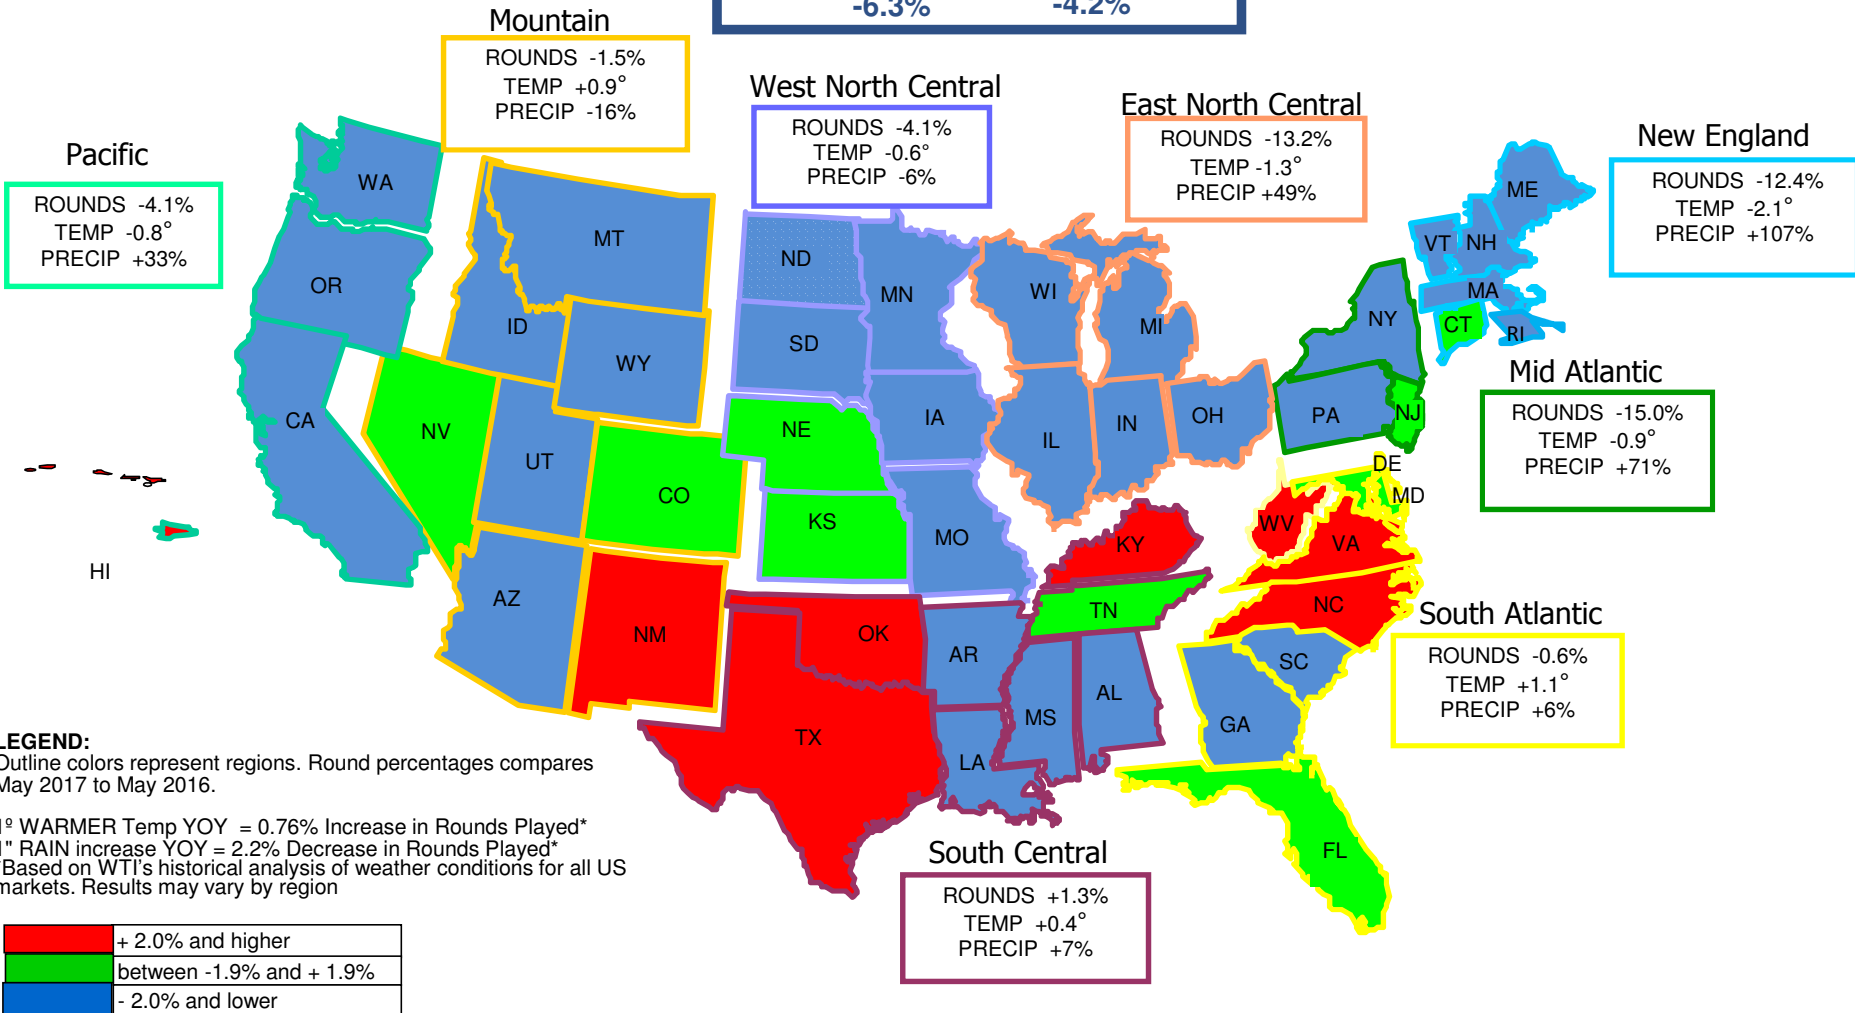 -6.3% -4.2%
Mountain
ROUNDS -1.5%
TEMP +0.9°
PRECIP -16%
West North Central
ROUNDS -4.1%
TEMP -0.6°
PRECIP -6%
East North Central
ROUNDS -13.2%
TEMP -1.3°
PRECIP +49%
New England
ROUNDS -12.4%
TEMP -2.1°
PRECIP +107%
Pacific
ROUNDS -4.1%
TEMP -0.8°
PRECIP +33%
Mid Atlantic
ROUNDS -15.0%
TEMP -0.9°
PRECIP +71%
South Atlantic
ROUNDS -0.6%
TEMP +1.1°
PRECIP +6%
South Central
ROUNDS +1.3%
TEMP +0.4°
PRECIP +7%
WA
OR
CA
HI
MT
ID
WY
NV
UT
CO
AZ
NM
ND
SD
NE
KS
MN
IA
MO
WI
MI
IL
IN
OH
KY
TN
OK
TX
AR
LA
MS
AL
ME
VT
NH
MA
CT
RI
NY
PA
NJ
DE
MD
WV
VA
NC
SC
GA
FL
LEGEND:
Outline colors represent regions. Round percentages compares
May 2017 to May 2016.
1º WARMER Temp YOY = 0.76% Increase in Rounds Played*
1" RAIN increase YOY = 2.2% Decrease in Rounds Played*
*Based on WTI's historical analysis of weather conditions for all US
markets. Results may vary by region
+ 2.0% and higher
between -1.9% and + 1.9%
- 2.0% and lower